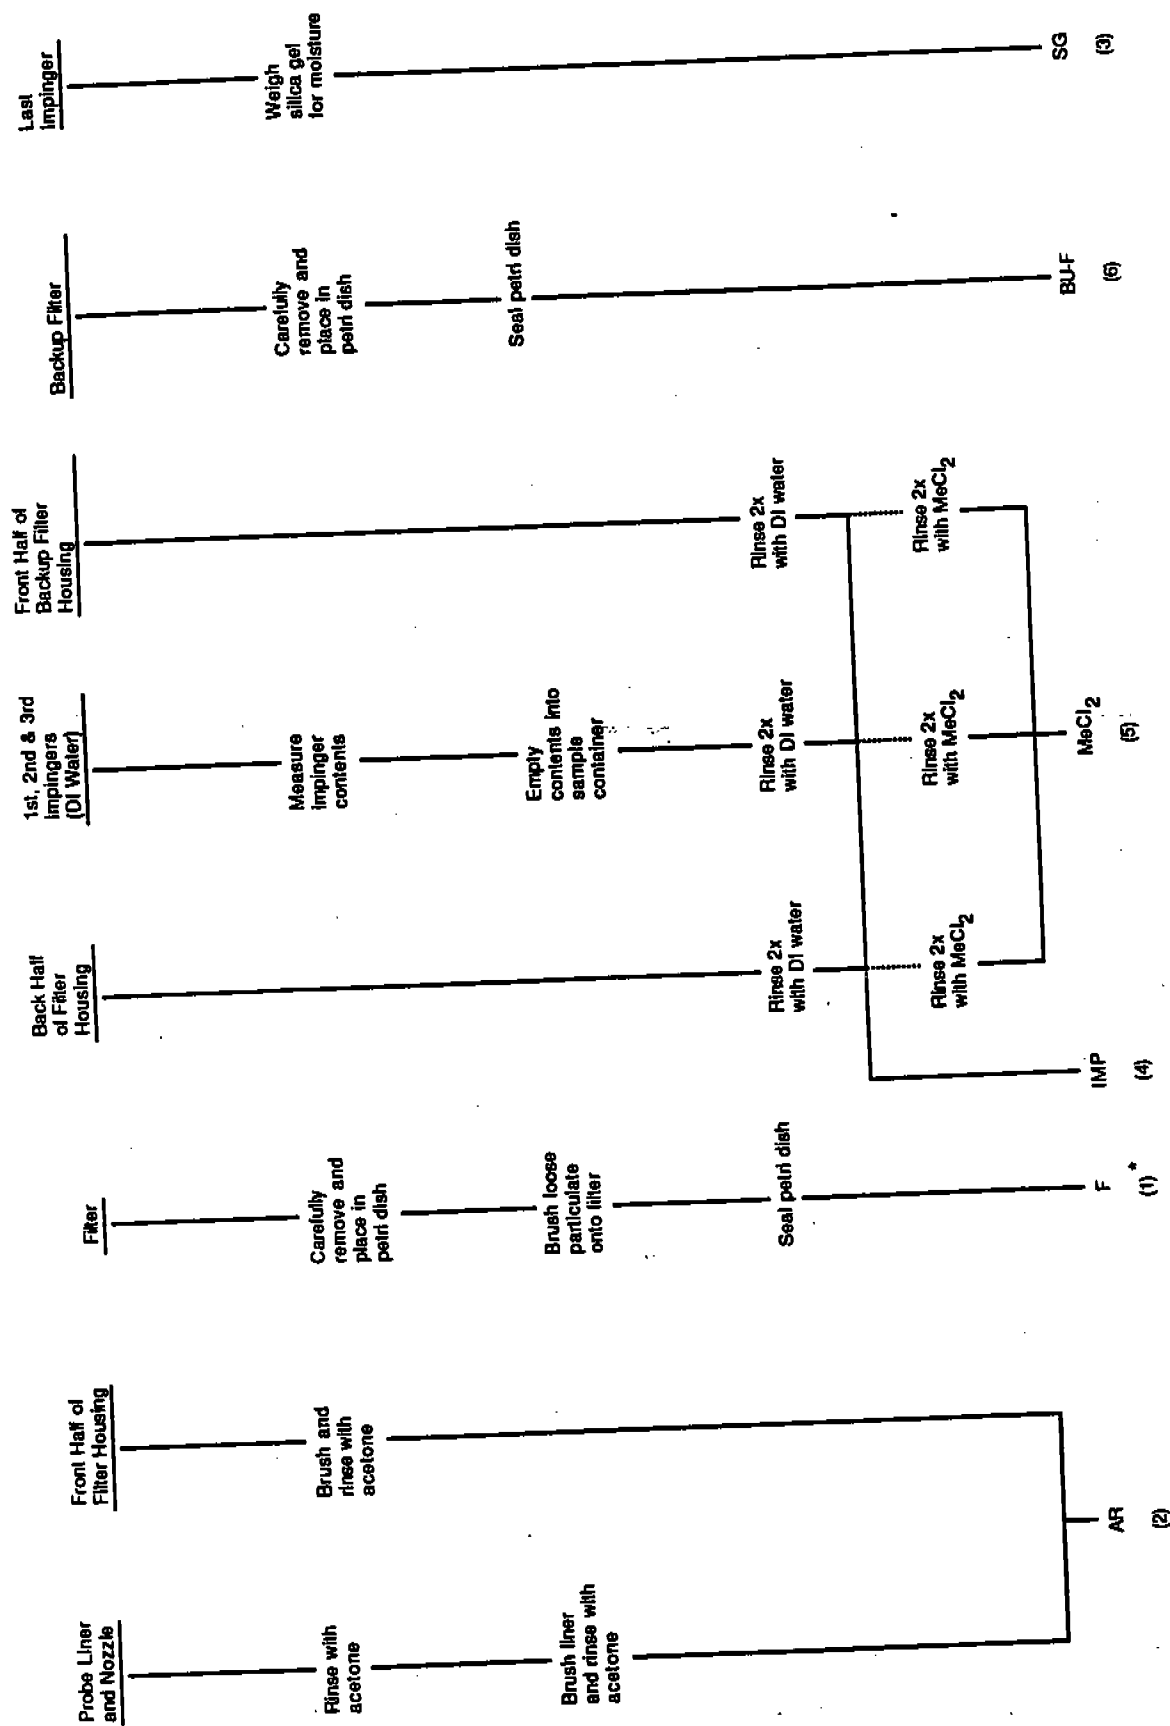 Probe Liner
and Nozzle
Rinse with
acetone
Brush liner
and rinse with
acetone
Front Half of
Filter Housing
Brush and
rinse with
acetone
AR
(2)
Filter
Carefully
remove and
place in
petri dish
Brush loose
particulate
onto filter
Seal petri dish
F
(1)*
Back Half
of Filter
Housing
Rinse 2x
with DI water
Rinse 2x
with MeCl2
IMP
(4)
1st, 2nd & 3rd
Impingers
(DI Water)
Measure
impinger
contents
Empty
contents into
sample
container
Rinse 2x
with DI water
Rinse 2x
with MeCl2
MeCl2
(5)
Front Half of
Backup Filter
Housing
Rinse 2x
with DI water
Rinse 2x
with MeCl2
Backup Filter
Carefully
remove and
place in
petri dish
Seal petri dish
BU-F
(6)
Last
Impinger
Weigh
silica gel
for moisture
SG
(3)